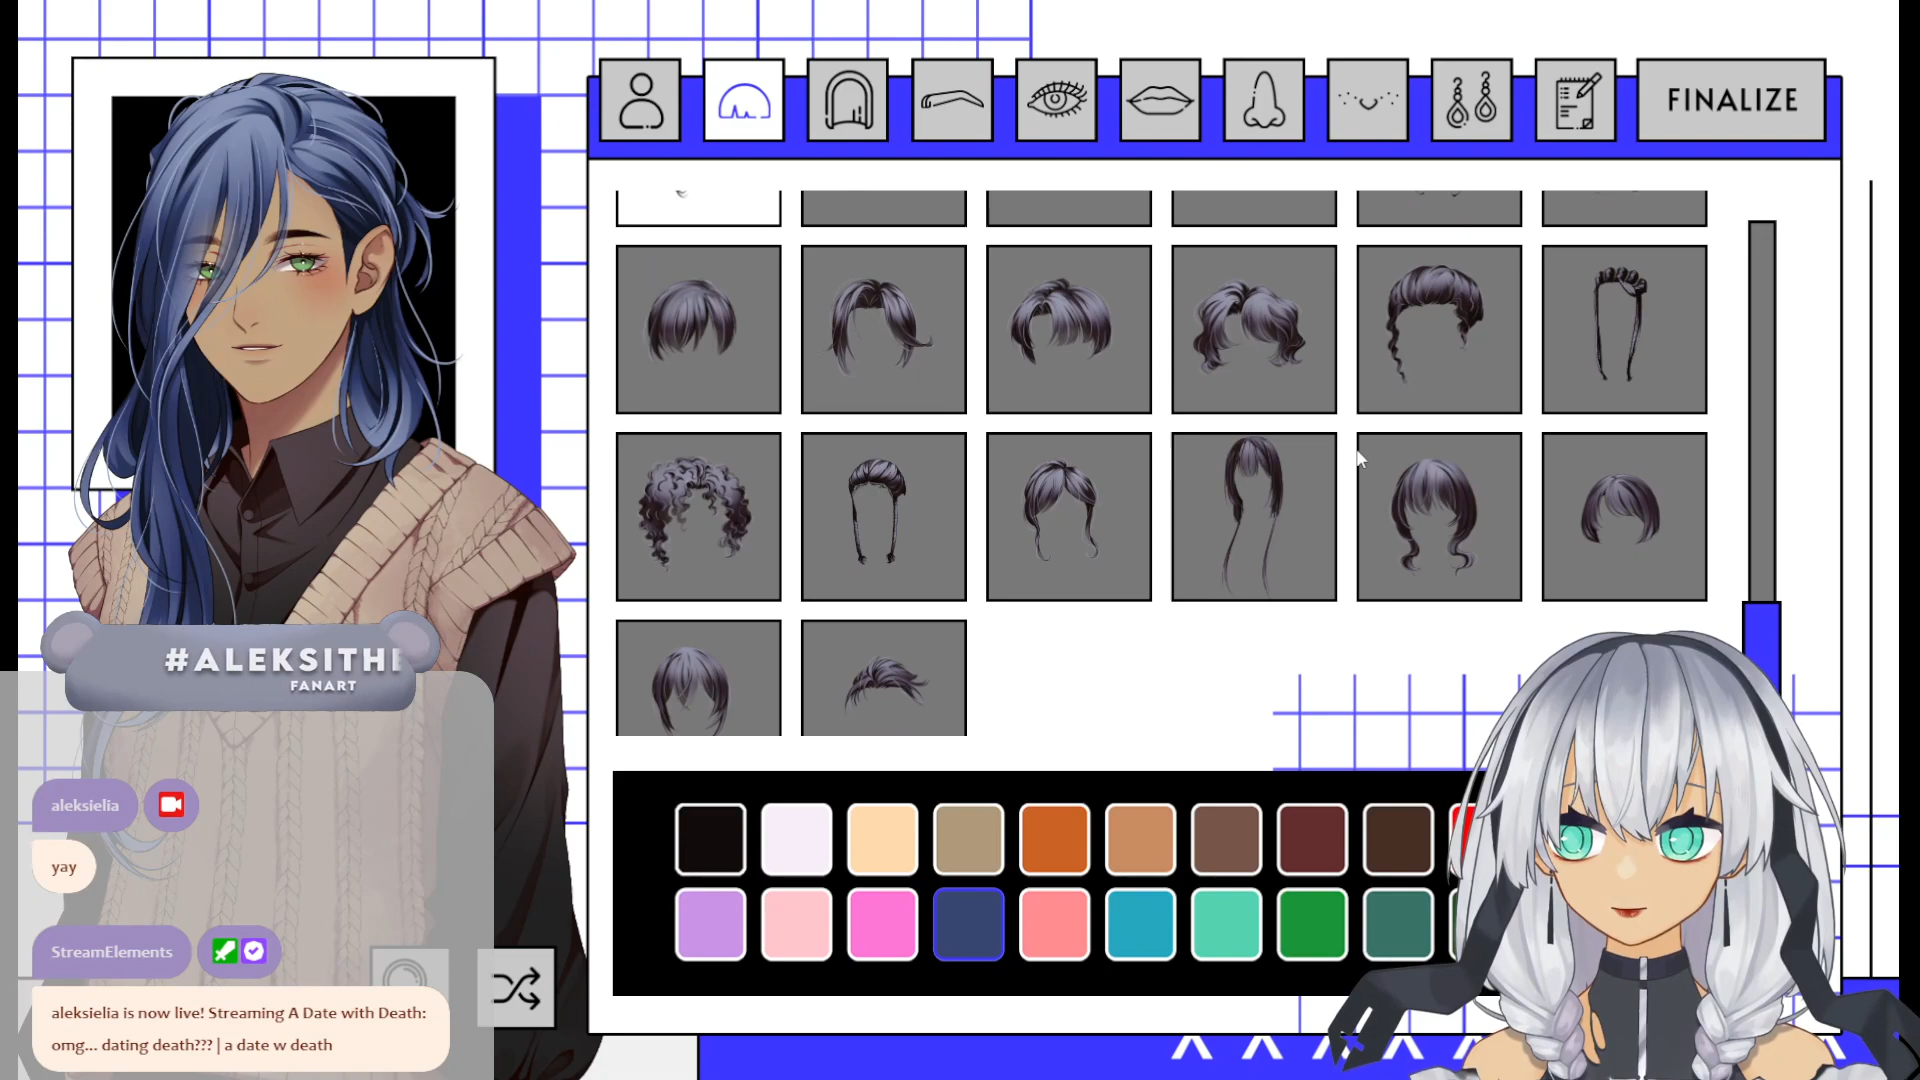 FINALIZE
#ALEKSITHE
FANART
aleksielia
yay
StreamElements
aleksielia is now live! Streaming A Date with Death:
omg... dating death??? | a date w death